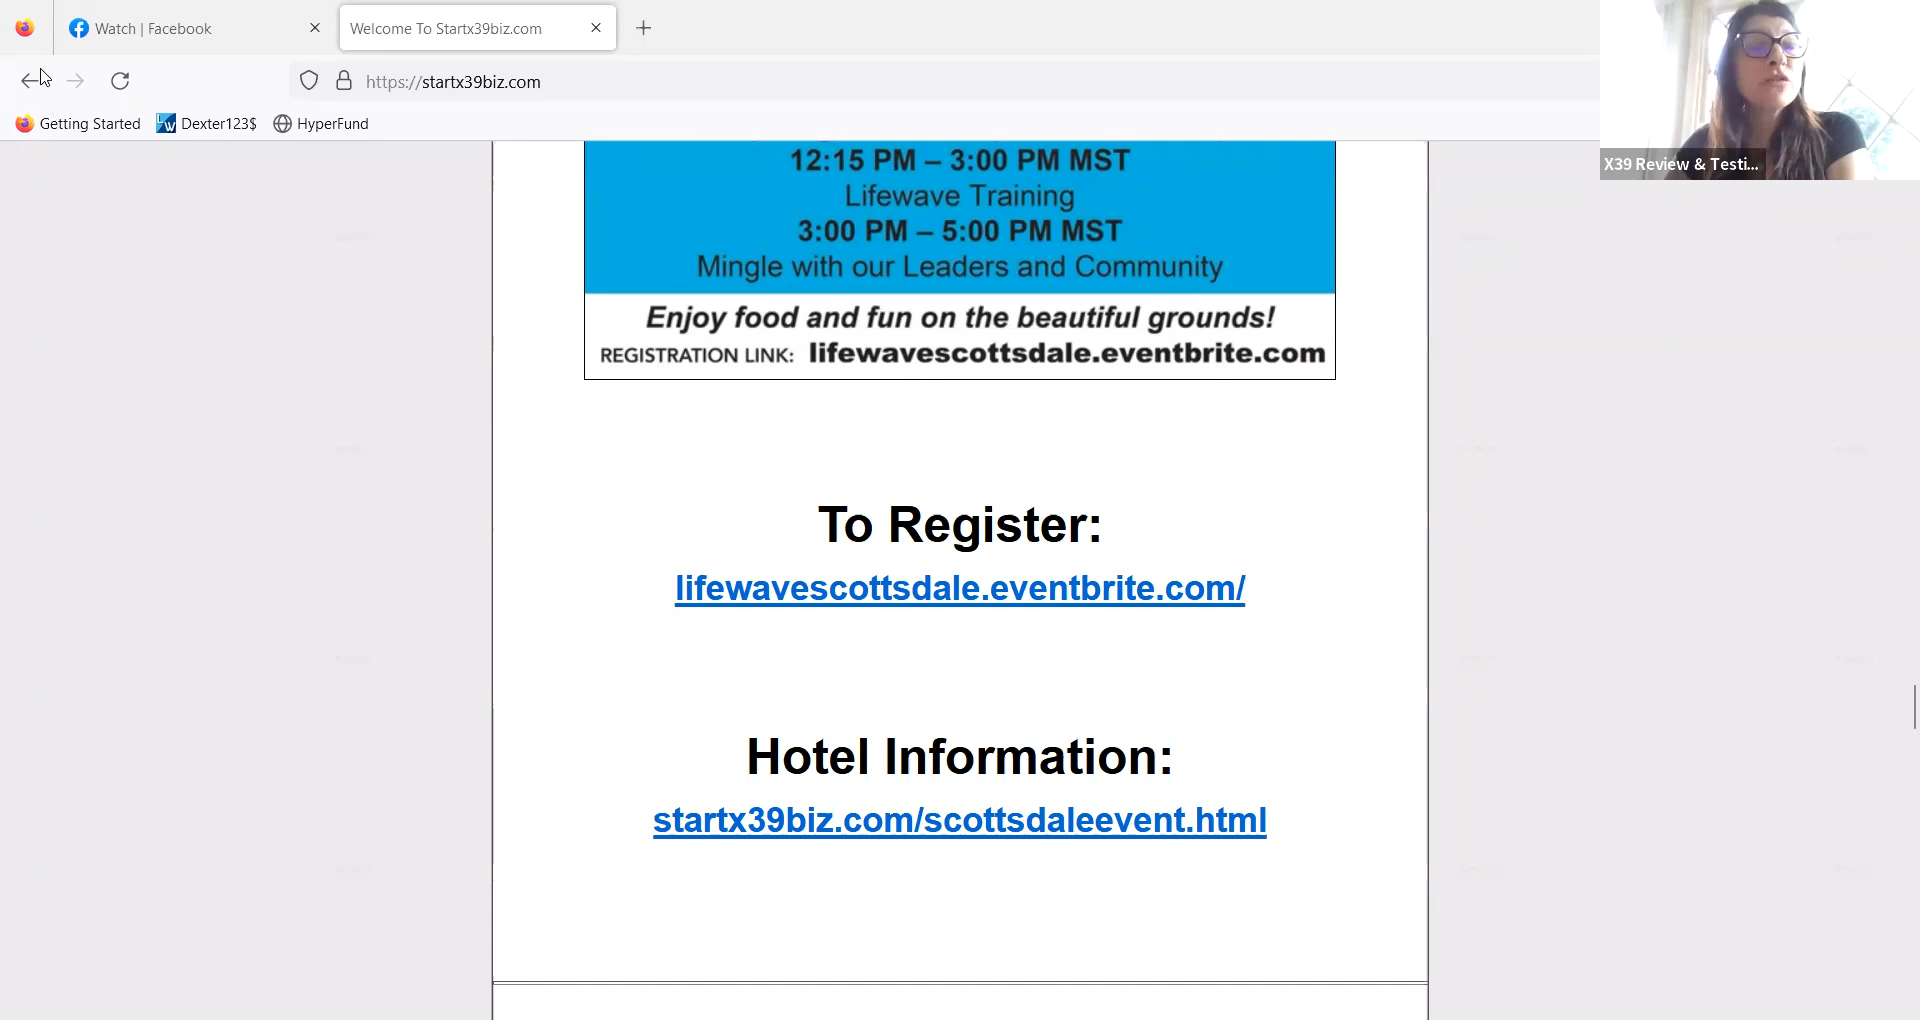 Watch | Facebook
Welcome To Startx39biz.com
https://startx39biz.com
Getting Started
Dexter123$
HyperFund
X39 Review & Testi...
12:15 PM – 3:00 PM MST
Lifewave Training
3:00 PM – 5:00 PM MST
Mingle with our Leaders and Community
Enjoy food and fun on the beautiful grounds!
REGISTRATION LINK: lifewavescottsdale.eventbrite.com
To Register:
lifewavescottsdale.eventbrite.com/
Hotel Information:
startx39biz.com/scottsdaleevent.html